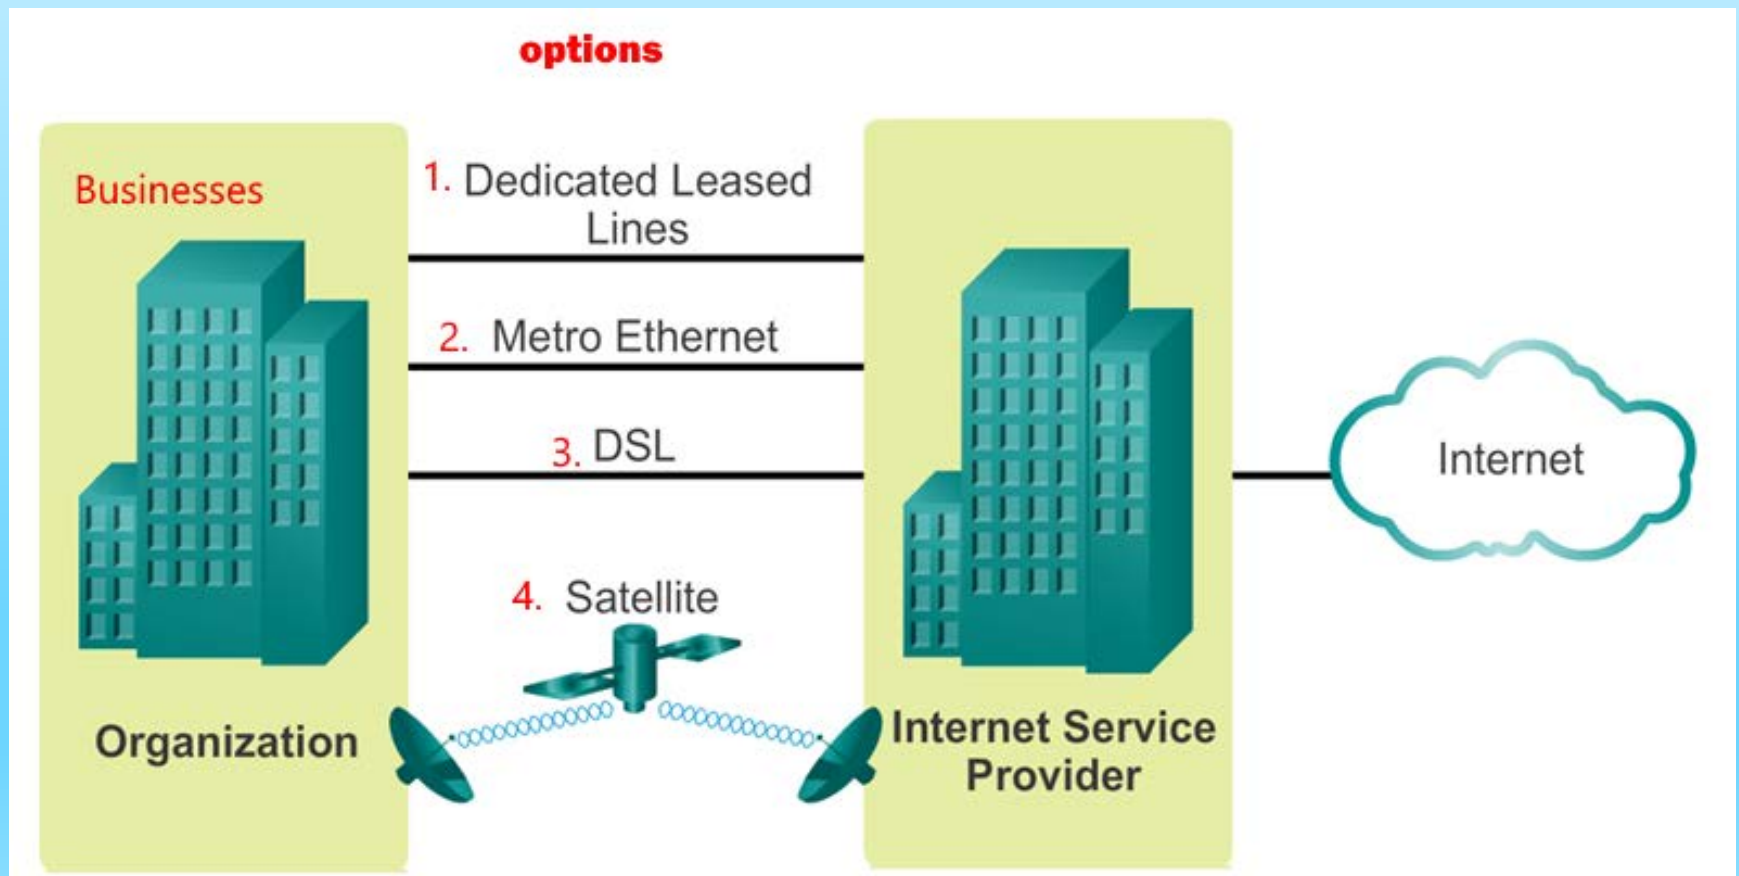 options
Businesses
1. Dedicated Leased
Lines
2. Metro Ethernet
3. DSL
4. Satellite
Organization
Internet Service
Provider
Internet